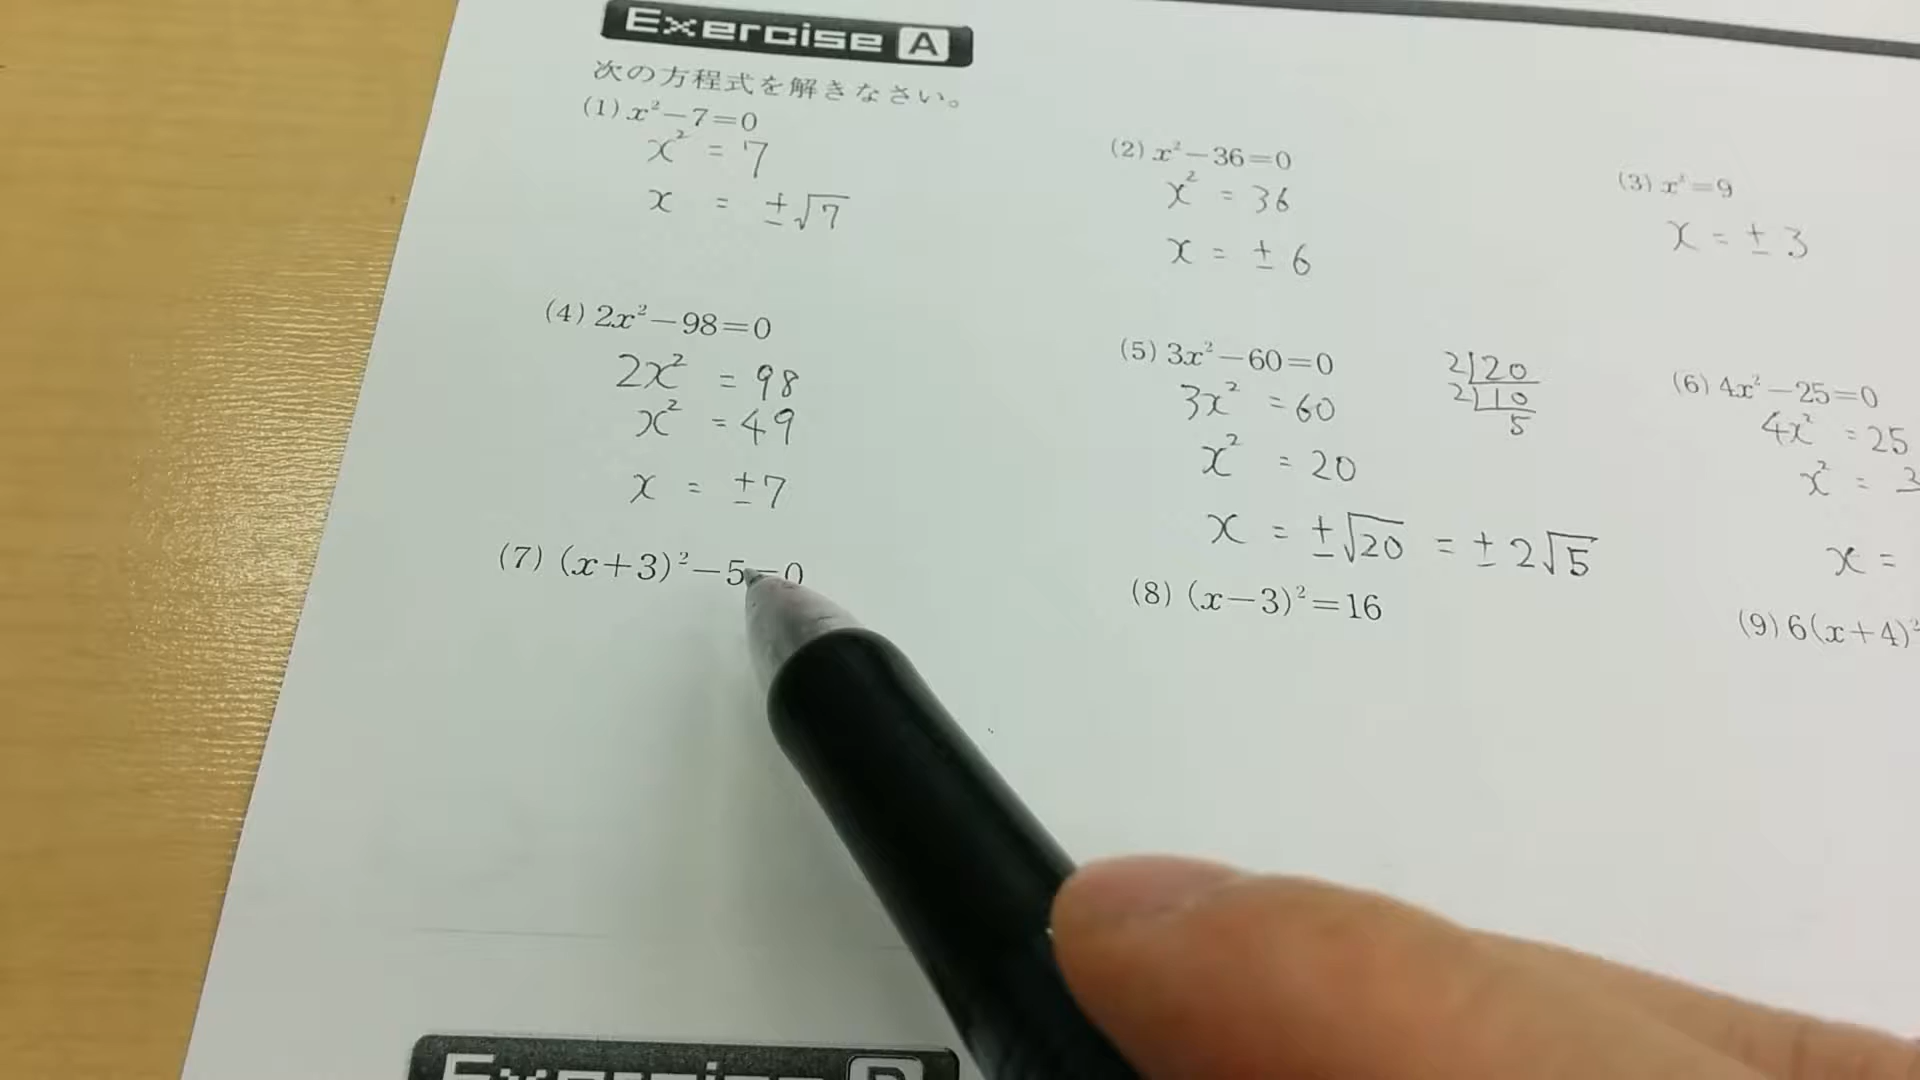 Exercise A
次の方程式を解きなさい。
(1) x²−7=0
x² = 7
x = ±√7
(2) x²−36=0
x² = 36
x = ± 6
(3) x²=9
x = ± 3
(4) 2x²−98=0
2x² = 98
x² = 49
x = ±7
(5) 3x²−60=0
3x² = 60
x² = 20
x = ±√20 = ±2√5
2 20
2 10
5
(6) 4x²−25=0
4x² = 25
x² =
x =
(7) (x+3)²−5=0
(8) (x−3)²=16
(9) 6(x+4)²
Exercise